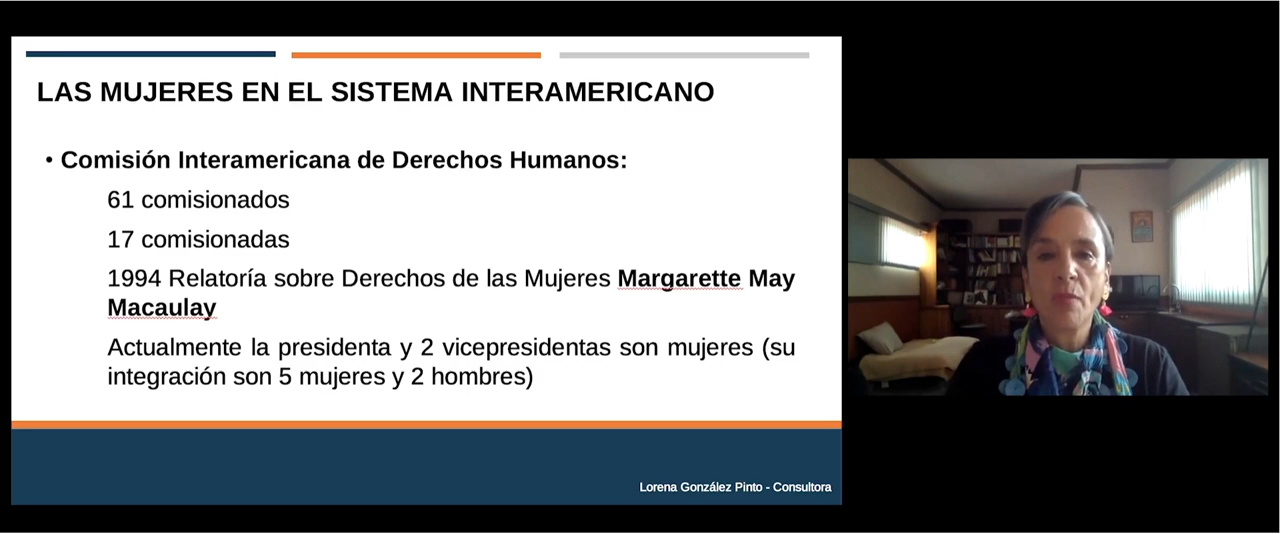 LAS MUJERES EN EL SISTEMA INTERAMERICANO
• Comisión Interamericana de Derechos Humanos:
61 comisionados
17 comisionadas
1994 Relatoría sobre Derechos de las Mujeres Margarette May
Macaulay
Actualmente la presidenta y 2 vicepresidentas son mujeres (su
integración son 5 mujeres y 2 hombres)
Lorena González Pinto - Consultora